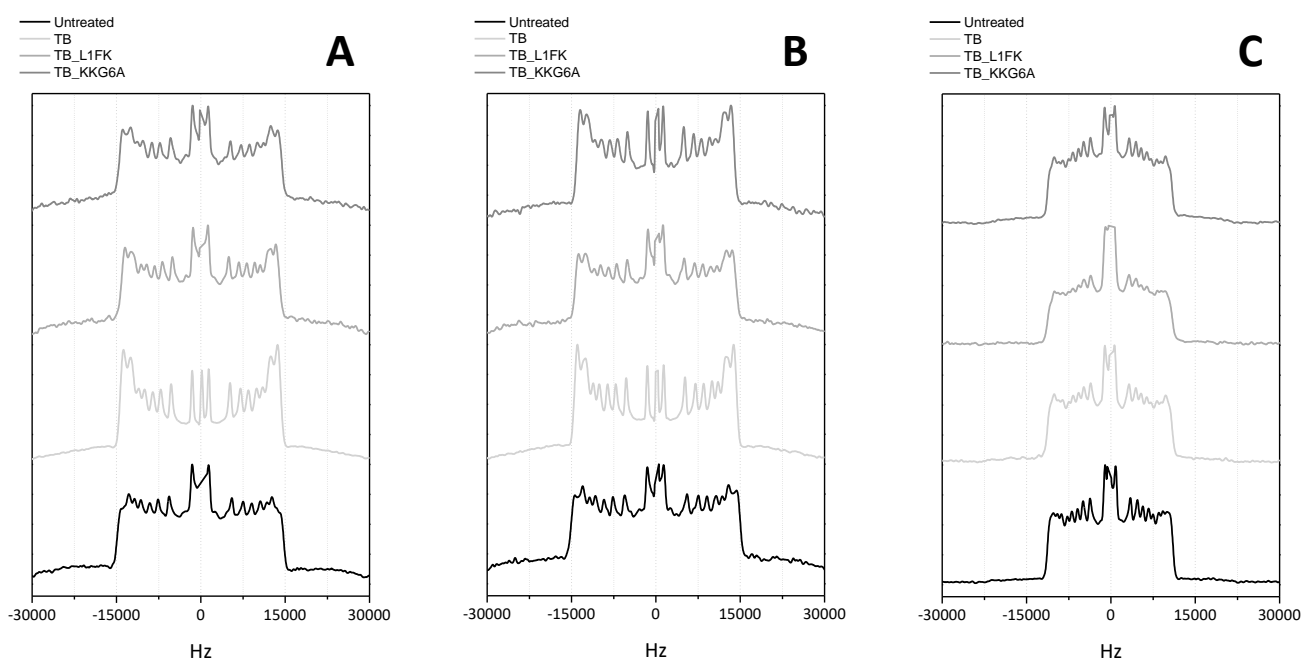 Untreated
TB
TB_L1FK
TB_KKG6A
A
-30000 -15000 0 15000 30000
Hz
Untreated
TB
TB_L1FK
TB_KKG6A
B
-30000 -15000 0 15000 30000
Hz
Untreated
TB
TB_L1FK
TB_KKG6A
C
-30000 -15000 0 15000 30000
Hz